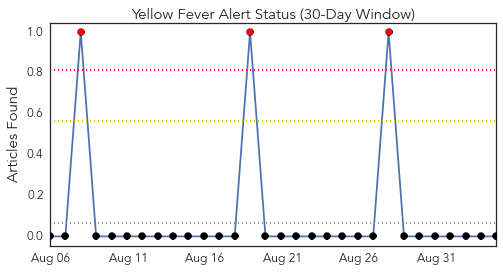 Yellow Fever Alert Status (30-Day Window)
Articles Found
1.0
0.8
0.6
0.4
0.2
0.0
Aug 06 Aug 11 Aug 16 Aug 21 Aug 26 Aug 31